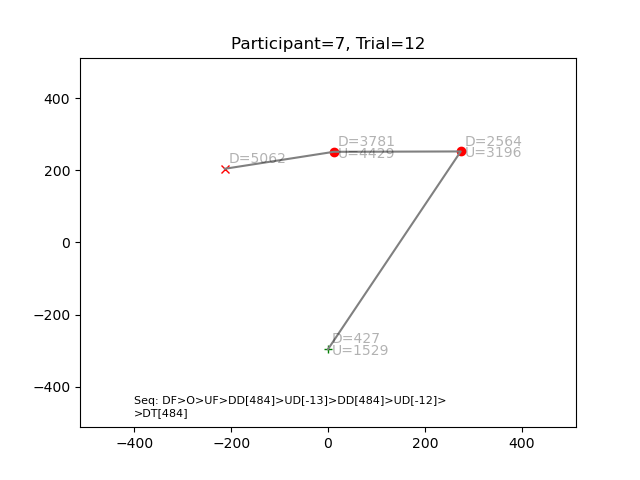 Participant=7, Trial=12
400
D=3781
D=2564
U=4429
U=3196
D=5062
200
0
−200
D=427
U=1529
−400
Seq: DF>O>UF>DD[484]>UD[-13]>DD[484]>UD[-12]>
>DT[484]
−400 −200 0 200 400